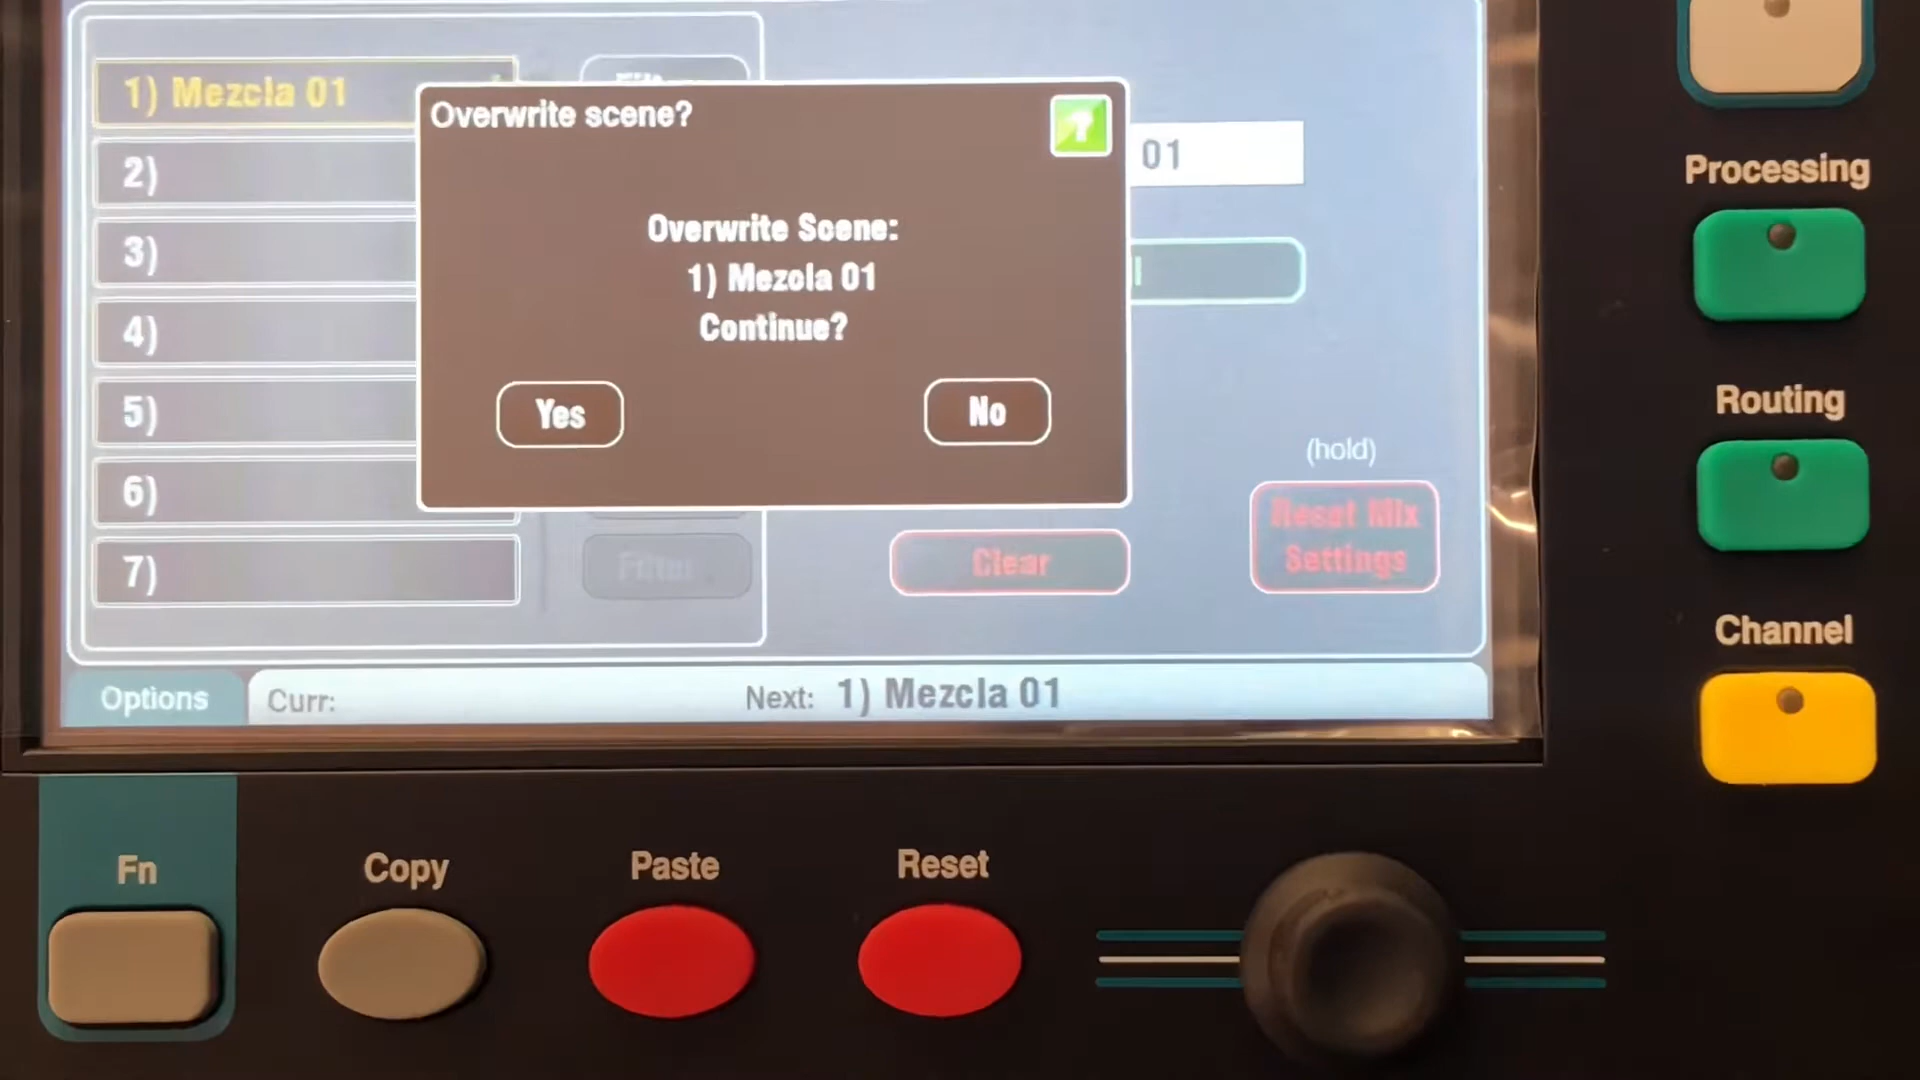 1) Mezcla 01
2)
3)
4)
5)
6)
7)
Overwrite scene?
?
Overwrite Scene:
1) Mezcla 01
Continue?
Yes
No
01
(hold)
Reset Mix
Settings
Clear
Filter
Options
Curr:
Next: 1) Mezcla 01
Processing
Routing
Channel
Fn
Copy
Paste
Reset